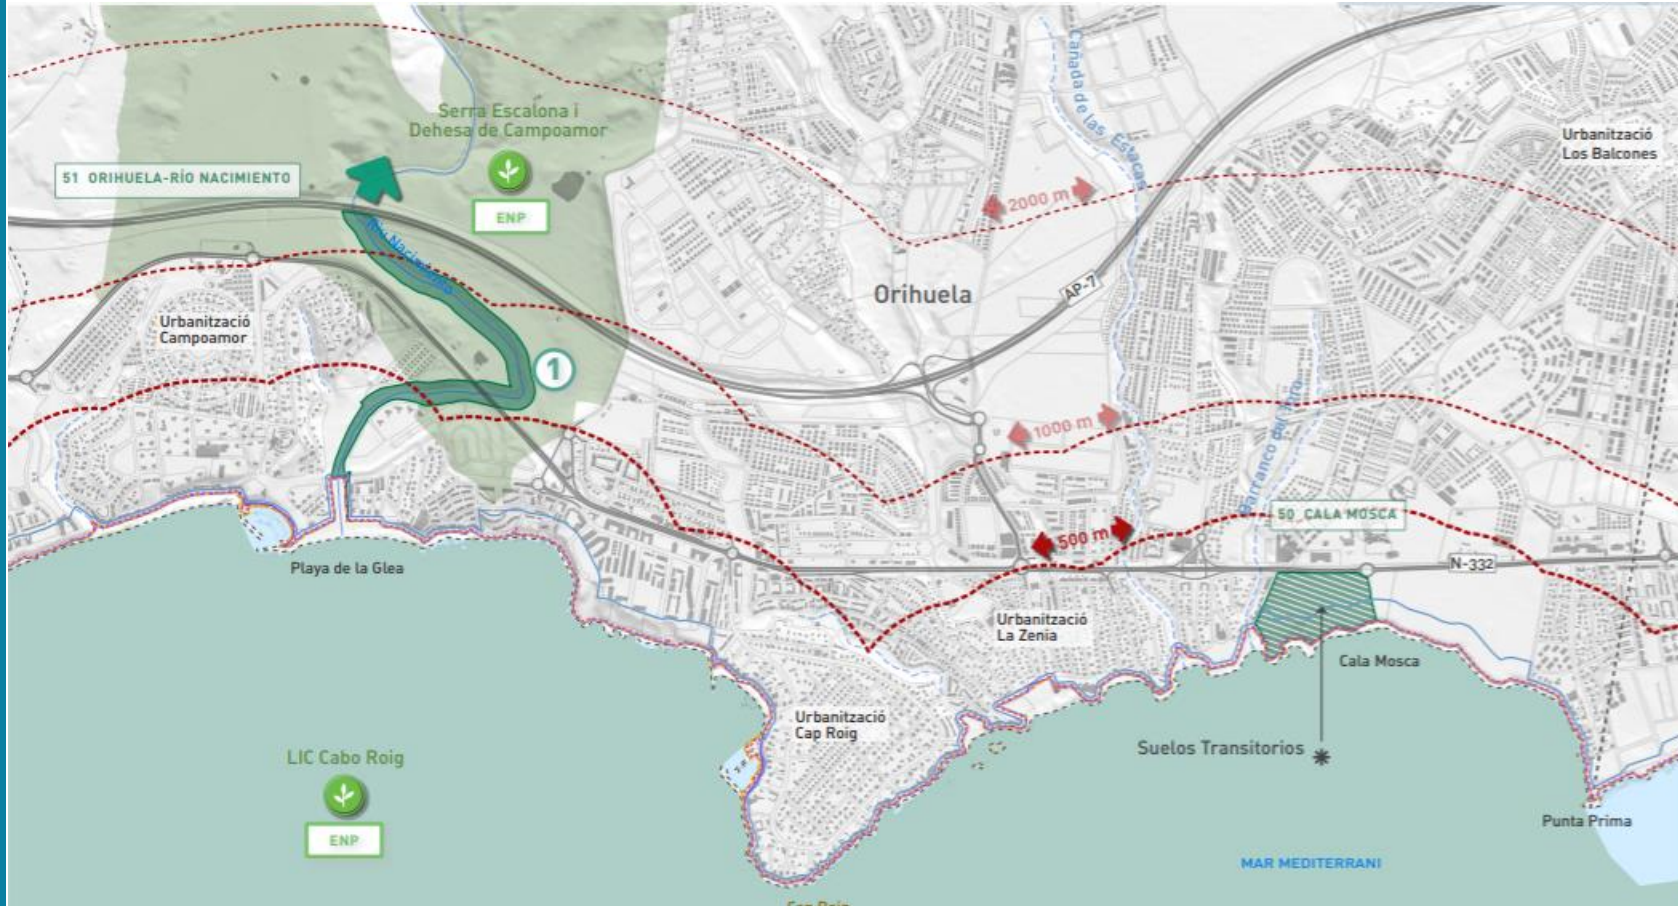 Serra Escalona i
Dehesa de Campoamor
ENP
51 ORIHUELA-RÍO NACIMIENTO
Río Nacimiento
Cañada de las Estacas
Urbanització
Los Balcones
2000 m
Orihuela
AP-7
Urbanització
Campoamor
1
1000 m
Barranco del
50 CALA MOSCA
500 m
N-332
Playa de la Glea
Urbanització
La Zenia
Cala Mosca
Urbanització
Cap Roig
Suelos Transitorios *
LIC Cabo Roig
ENP
Punta Prima
MAR MEDITERRANI